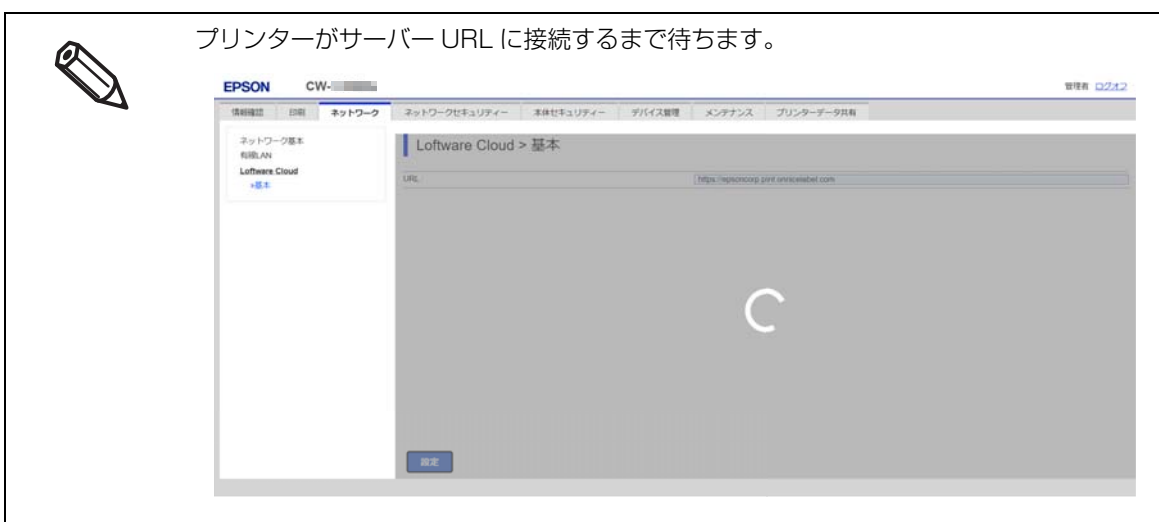 プリンターがサーバー URL に接続するまで待ちます。
EPSON CW-
管理者 ログオフ
情報確認 印刷 ネットワーク ネットワークセキュリティー 本体セキュリティー デバイス管理 メンテナンス プリンターデータ共有
ネットワーク基本
有線LAN
Loftware Cloud
»基本
Loftware Cloud > 基本
URL
設定